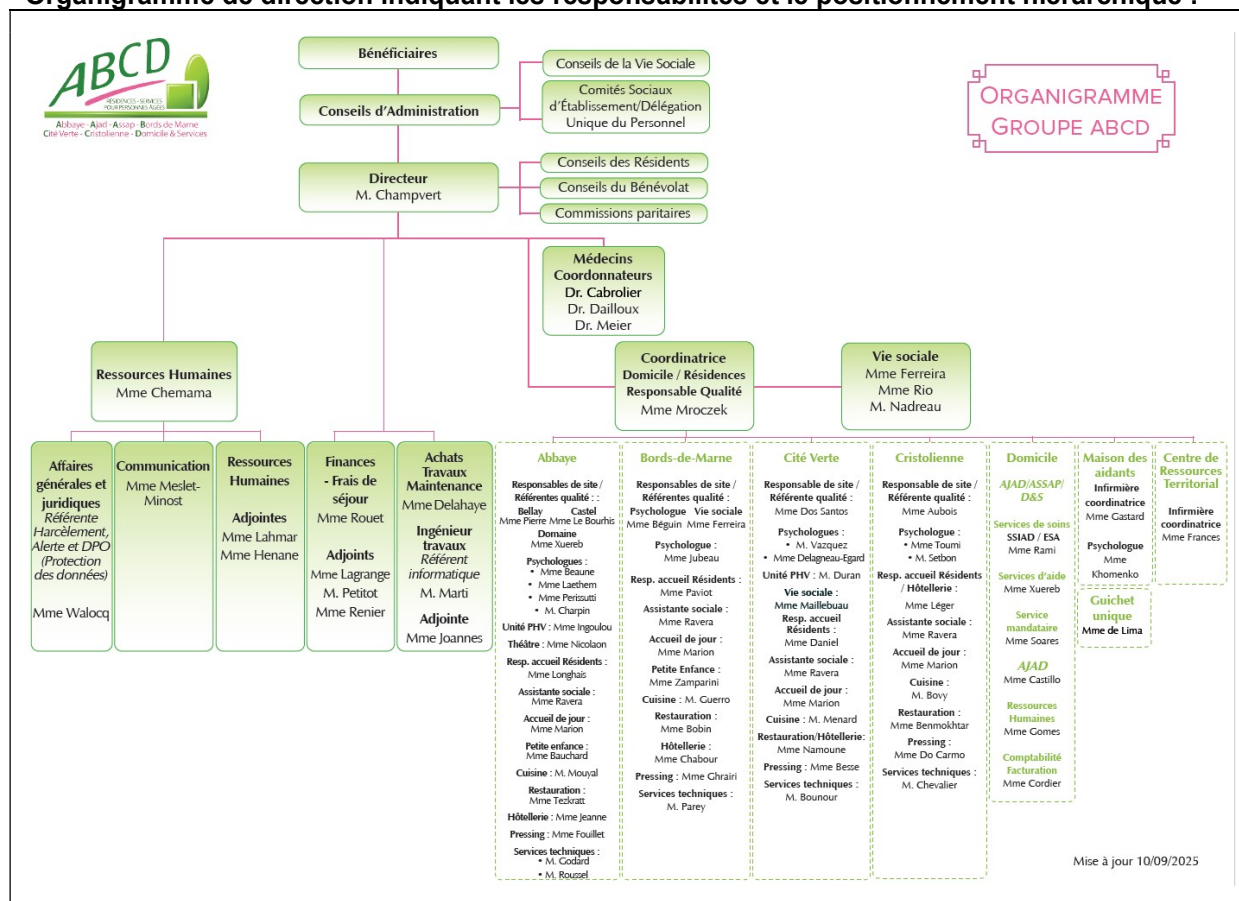 Organigramme de direction indiquant les responsabilités et le positionnement hiérarchique :
ABCD
RÉSIDENCES - SERVICES
POUR PERSONNES ÂGÉES
Abbaye - Ajad - Assap - Bords de Marne
Cité Verte - Cristolienne - Domicile & Services
Bénéficiaires
Conseils d'Administration
Conseils de la Vie Sociale
Comités Sociaux
d'Établissement/Délégation
Unique du Personnel
ORGANIGRAMME
GROUPE ABCD
Directeur
M. Champvert
Conseils des Résidents
Conseils du Bénévolat
Commissions paritaires
Médecins
Coordonnateurs
Dr. Cabrolier
Dr. Dailloux
Dr. Meier
Ressources Humaines
Mme Chemama
Coordinatrice
Domicile / Résidences
Responsable Qualité
Mme Mroczek
Vie sociale
Mme Ferreira
Mme Rio
M. Nadreau
Affaires
générales et
juridiques
Référente
Harcèlement,
Alerte et DPO
(Protection
des données)
Mme Walocq
Communication
Mme Meslet-
Minost
Ressources
Humaines
Adjointes
Mme Lahmar
Mme Henane
Finances
- Frais de
séjour
Mme Rouet
Adjoints
Mme Lagrange
M. Petitot
Mme Renier
Achats
Travaux
Maintenance
Mme Delahaye
Ingénieur
travaux
Référent
informatique
M. Marti
Adjointe
Mme Joannes
Abbaye
Responsables de site /
Référentes qualité : :
Bellay Castel
Mme Pierre Mme Le Bourhis
Domaine
Mme Xuereb
Psychologues :
• Mme Beaune
• Mme Laethem
• Mme Perissutti
• M. Charpin
Unité PHV : Mme Ingoulou
Théâtre : Mme Nicolaon
Resp. accueil Résidents :
Mme Longhais
Assistante sociale :
Mme Ravera
Accueil de jour :
Mme Marion
Petite enfance :
Mme Bauchard
Cuisine : M. Mouyal
Restauration :
Mme Tezkratt
Hôtellerie : Mme Jeanne
Pressing : Mme Fouillet
Services techniques :
• M. Godard
• M. Roussel
Bords-de-Marne
Responsables de site /
Référentes qualité :
Psychologue Vie sociale
Mme Béguin Mme Ferreira
Psychologue :
Mme Jubeau
Resp. accueil Résidents :
Mme Paviot
Assistante sociale :
Mme Ravera
Accueil de jour :
Mme Marion
Petite Enfance :
Mme Zamparini
Cuisine : M. Guerro
Restauration :
Mme Bobin
Hôtellerie :
Mme Chabour
Pressing : Mme Ghrairi
Services techniques :
M. Parey
Cité Verte
Responsable de site /
Référente qualité :
Mme Dos Santos
Psychologues :
• M. Vazquez
• Mme Delagneau-Egard
Unité PHV : M. Duran
Vie sociale :
Mme Maillebuau
Resp. accueil
Résidents :
Mme Daniel
Assistante sociale :
Mme Ravera
Accueil de jour :
Mme Marion
Cuisine : M. Menard
Restauration/Hôtellerie:
Mme Namoune
Pressing : Mme Besse
Services techniques :
M. Bounour
Cristolienne
Responsable de site /
Référente qualité :
Mme Aubois
Psychologue :
• Mme Toumi
• M. Setbon
Resp. accueil Résidents
/ Hôtellerie :
Mme Léger
Assistante sociale :
Mme Ravera
Accueil de jour :
Mme Marion
Cuisine :
M. Bovy
Restauration :
Mme Benmokhtar
Pressing :
Mme Do Carmo
Services techniques :
M. Chevalier
Domicile
AJAD/ASSAP/
D&S
Services de soins
SSIAD / ESA
Mme Rami
Services d'aide
Mme Xuereb
Service
mandataire
Mme Soares
AJAD
Mme Castillo
Ressources
Humaines
Mme Gomes
Comptabilité
Facturation
Mme Cordier
Maison des
aidants
Infirmière
coordinatrice
Mme Gastard
Psychologue
Mme
Khomenko
Guichet
unique
Mme de Lima
Centre de
Ressources
Territorial
Infirmière
coordinatrice
Mme Frances
Mise à jour 10/09/2025